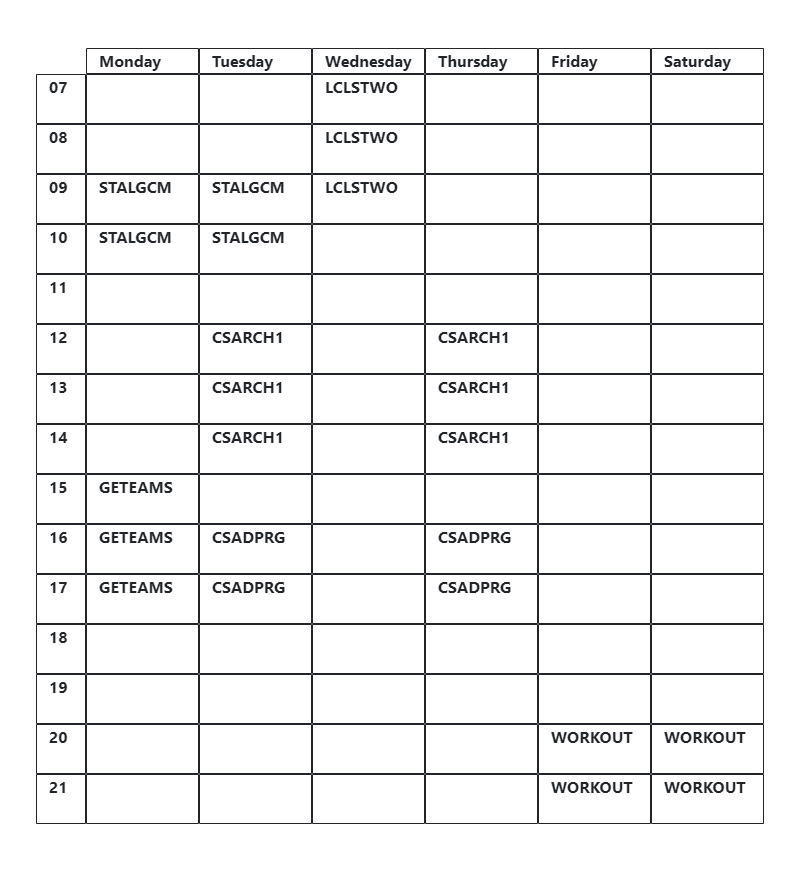 Monday Tuesday Wednesday Thursday Friday Saturday
07 LCLSTWO
08 LCLSTWO
09 STALGCM STALGCM LCLSTWO
10 STALGCM STALGCM
11
12 CSARCH1 CSARCH1
13 CSARCH1 CSARCH1
14 CSARCH1 CSARCH1
15 GETEAMS
16 GETEAMS CSADPRG CSADPRG
17 GETEAMS CSADPRG CSADPRG
18
19
20 WORKOUT WORKOUT
21 WORKOUT WORKOUT